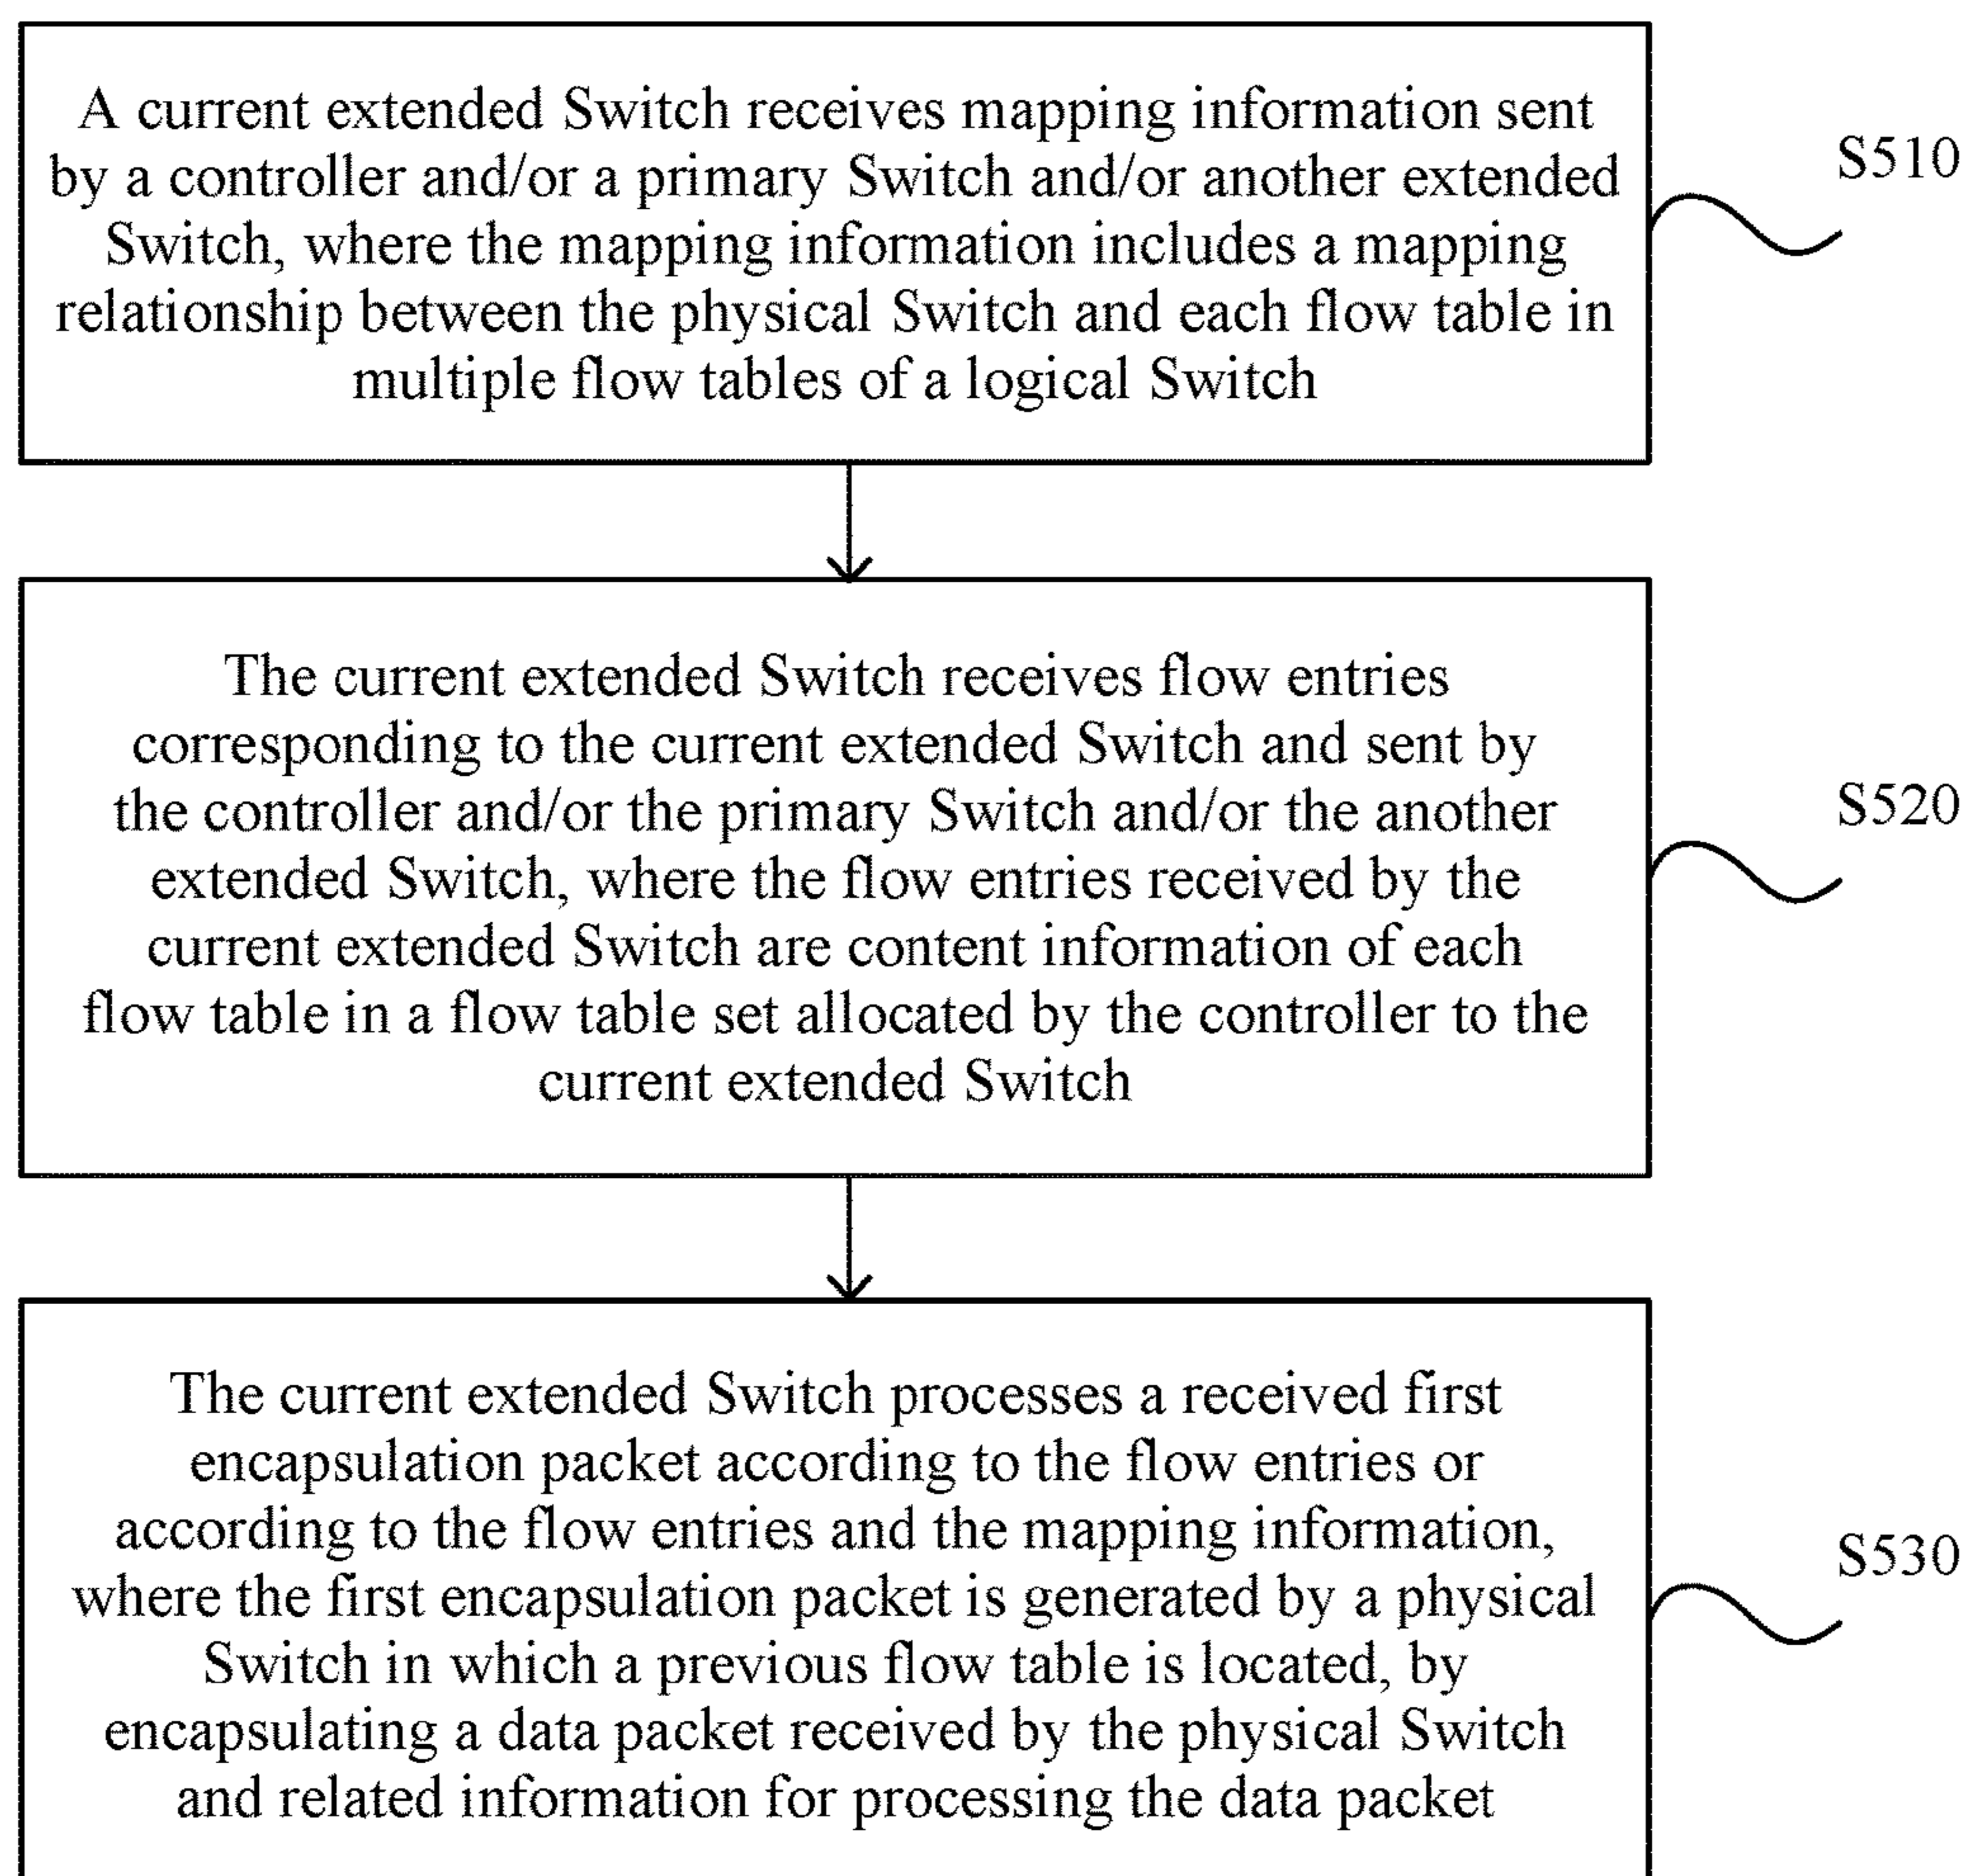 A current extended Switch receives mapping information sent
by a controller and/or a primary Switch and/or another extended
Switch, where the mapping information includes a mapping
relationship between the physical Switch and each flow table in
multiple flow tables of a logical Switch
S510
The current extended Switch receives flow entries
corresponding to the current extended Switch and sent by
the controller and/or the primary Switch and/or the another
extended Switch, where the flow entries received by the
current extended Switch are content information of each
flow table in a flow table set allocated by the controller to the
current extended Switch
S520
The current extended Switch processes a received first
encapsulation packet according to the flow entries or
according to the flow entries and the mapping information,
where the first encapsulation packet is generated by a physical
Switch in which a previous flow table is located, by
encapsulating a data packet received by the physical Switch
and related information for processing the data packet
S530